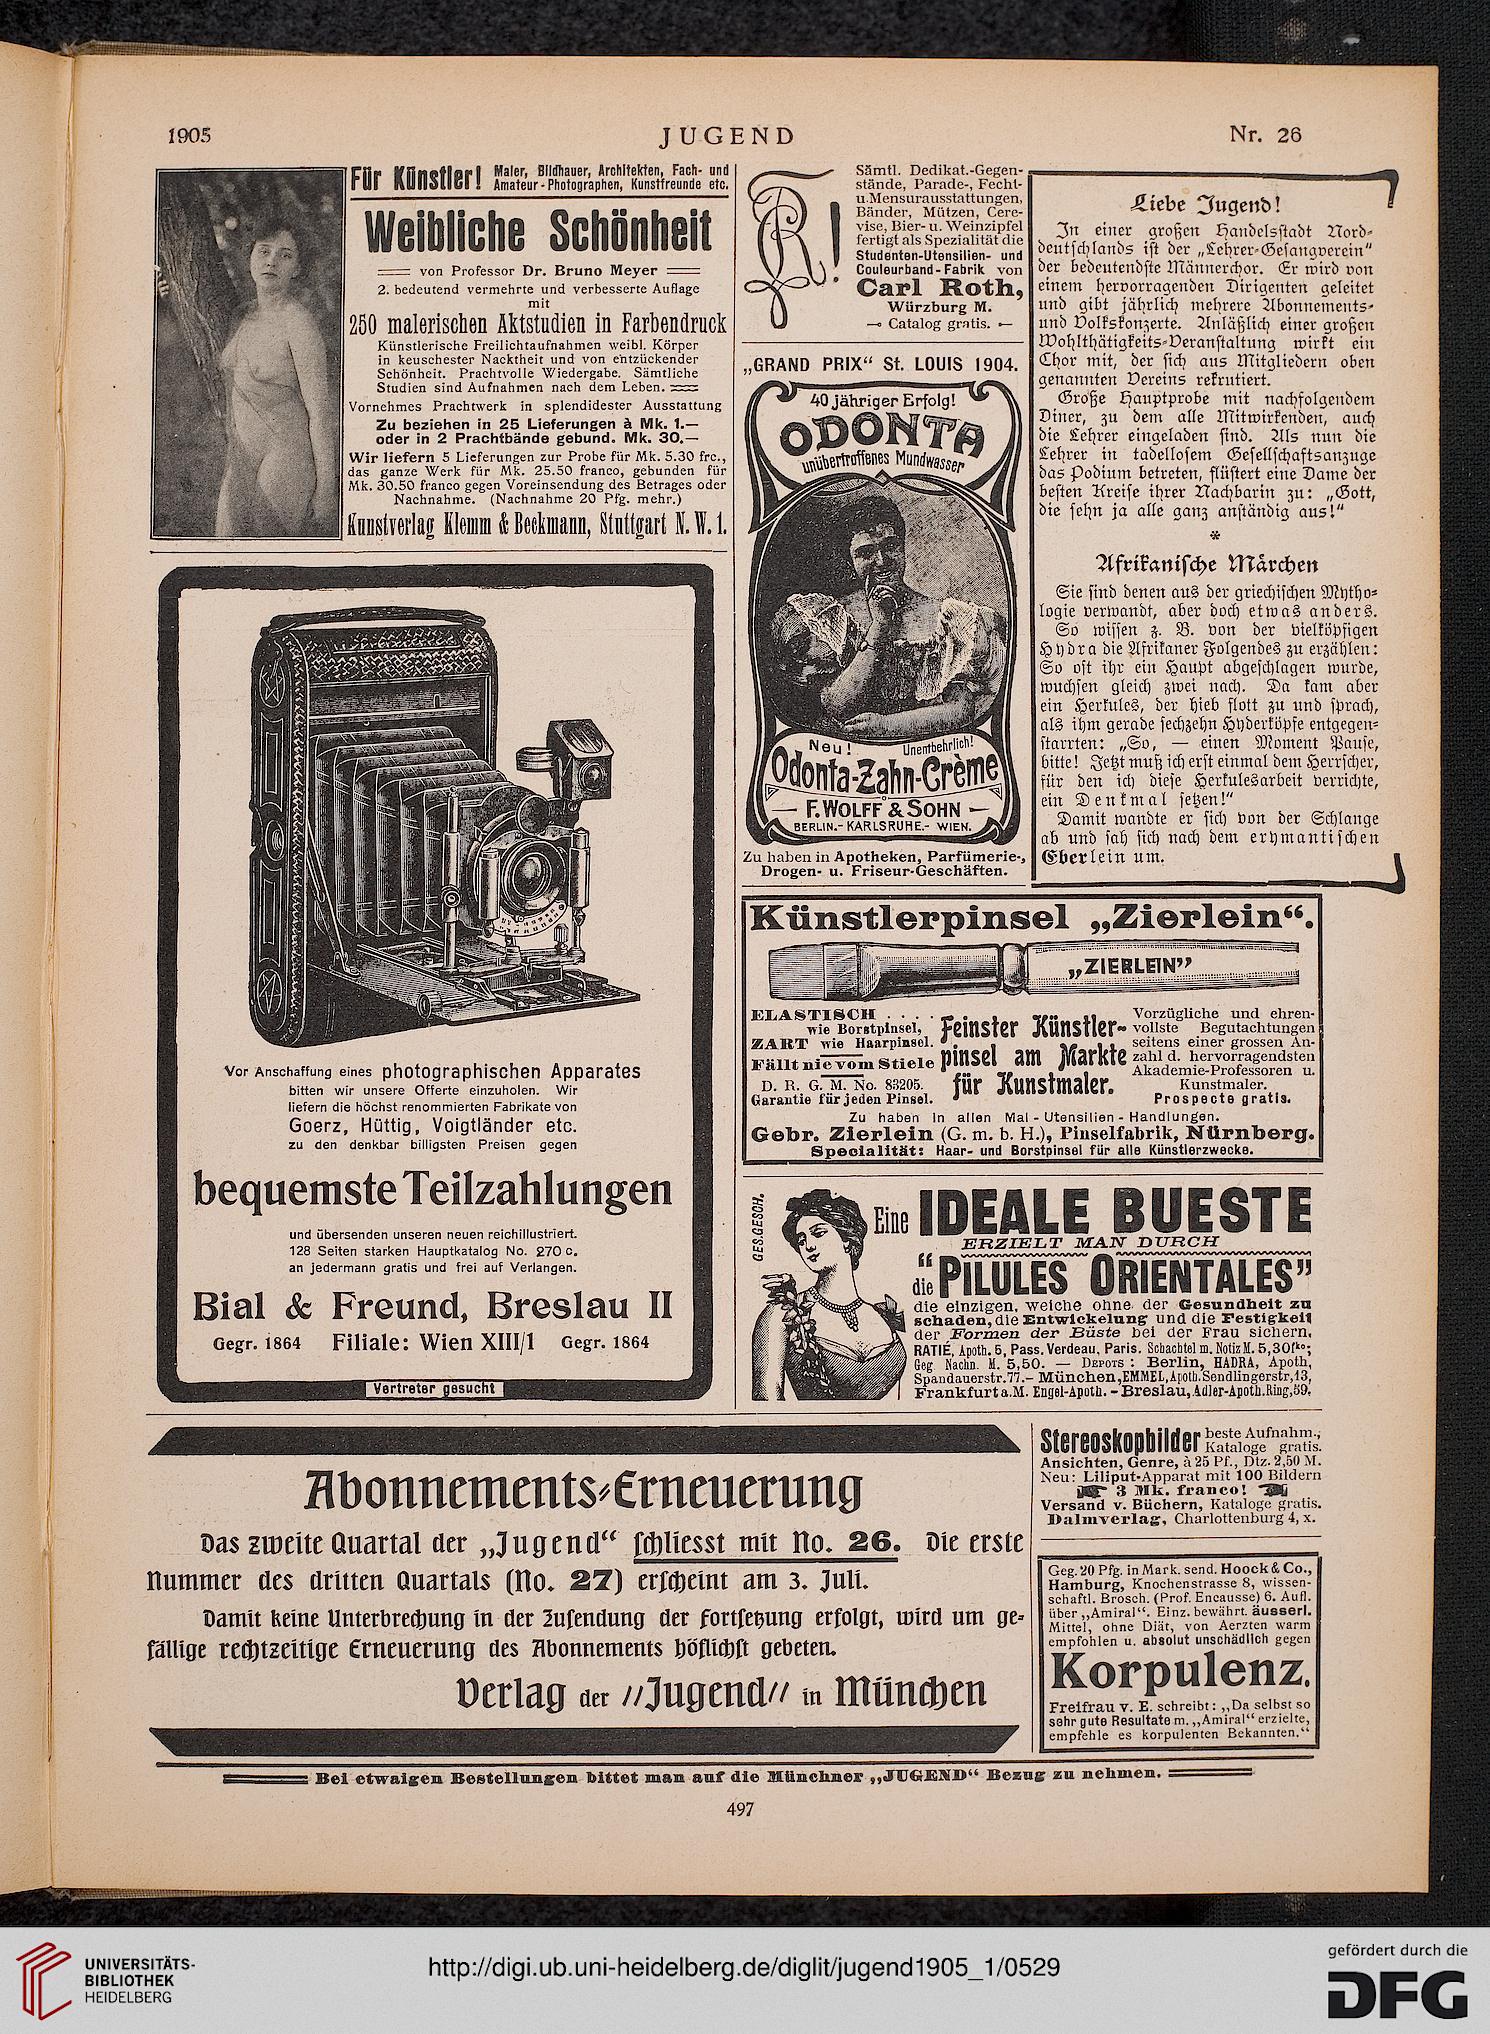 1905
JUGEND
Nr. 26
Für Künstler!
Maler, Bildhauer, Architekten, Fach- und
Amateur-Photographen, Kunstfreunde etc.
Weibliche Schönheit
von Professor Dr. Bruno Meyer
2. bedeutend vermehrte und verbesserte Auflage
mit
250 malerischen Aktstudien in Farbendruck
Künstlerische Freilichtaufnahmen weibl. Körper
in keuschester Nacktheit und von entzückender
Schönheit. Prachtvolle Wiedergabe. Sämtliche
Studien sind Aufnahmen nach dem Leben.
Vornehmes Prachtwerk in splendidester Ausstattung
Zu beziehen in 25 Lieferungen à Mk. 1.—
oder in 2 Prachtbände gebund. Mk. 30.—
Wir liefern 5 Lieferungen zur Probe für Mk. 5.30 frc.,
das ganze Werk für Mk. 25.50 franco, gebunden für
Mk. 30.50 franco gegen Voreinsendung des Betrages oder
Nachnahme. (Nachnahme 20 Pfg. mehr.)
Kunstverlag Klemm & Beckmann, Stuttgart N. W. 1.
Vor Anschaffung eines photographischen Apparates
bitten wir unsere Offerte einzuholen. Wir
liefern die höchst renommierten Fabrikate von
Goerz, Hüttig, Voigtländer etc.
zu den denkbar billigsten Preisen gegen
bequemste Teilzahlungen
und übersenden unseren neuen reichillustriert.
128 Seiten starken Hauptkatalog No. 270 c.
an jedermann gratis und frei auf Verlangen.
Bial & Freund, Breslau II
Gegr. 1864 Filiale: Wien XIII/1 Gegr. 1864
Vertreter gesucht
Sämtl. Dedikat.-Gegen-
stände, Parade-, Fecht-
u.Mensurausstattungen,
Bänder, Mützen, Cere-
vise, Bier- u. Weinzipfel
fertigt als Spezialität die
Studenten-Utensilien- und
Couleurband-Fabrik von
Carl Roth,
Würzburg M.
Catalog gratis.
„GRAND PRIX“ St. LOUIS 1904.
40 jähriger Erfolg!
ODONTA
unübertroffenes Mundwasser
Neu! Unentbehrlich!
Odonta-Zahn-Crème
F. WOLFF & SOHN
BERLIN.- KARLSRUHE.- WIEN.
Zu haben in Apotheken, Parfümerie-,
Drogen- u. Friseur-Geschäften.
Liebe Jugend!
In einer großen Handelsstadt Nord-
deutschlands ist der „Lehrer-Gesangverein“
der bedeutendste Männerchor. Er wird von
einem hervorragenden Dirigenten geleitet
und gibt jährlich mehrere Abonnements-
und Volkskonzerte. Anläßlich einer großen
Wohlthätigkeits-Veranstaltung wirkt ein
Chor mit, der sich aus Mitgliedern oben
genannten Vereins rekrutiert.
Große Hauptprobe mit nachfolgendem
Diner, zu dem alle Mitwirkenden, auch
die Lehrer eingeladen sind. Als nun die
Lehrer in tadellosem Gesellschaftsanzuge
das Podium betreten, flüstert eine Dame der
besten Kreise ihrer Nachbarin zu: „Gott,
die sehn ja alle ganz anständig aus!“
*
Afrikanische Märchen
Sie sind denen aus der griechischen Mytho-
logie verwandt, aber doch etwas anders.
So wissen z. B. von der vielköpfigen
Hydra die Afrikaner Folgendes zu erzählen:
So oft ihr ein Haupt abgeschlagen wurde,
wuchsen gleich zwei nach. Da kam aber
ein Herkules, der hieb flott zu und sprach,
als ihm gerade sechzehn Hyderköpfe entgegen-
starrten: „So, — einen Moment Pause,
bitte! Jetzt muß ich erst einmal dem Herrscher,
für den ich diese Herkulesarbeit verrichte,
ein Denkmal setzen!“
Damit wandte er sich von der Schlange
ab und sah sich nach dem erymantischen
Eberlein um.
Künstlerpinsel „Zierlein“.
„ZIERLEIN”
ELASTISCH . . . .
wie Borstpinsel,
ZART wie Haarpinsel.
Fällt nie vom Stiele
D. R. G. M. No. 83205.
Garantie für jeden Pinsel.
Feinster Künstler-
pinsel am Markte
für Kunstmaler.
Vorzügliche und ehren-
vollste Begutachtungen
seitens einer grossen An-
zahl d. hervorragendsten
Akademie-Professoren u.
Kunstmaler.
Prospecte gratis.
Zu haben in allen Mal-Utensilien-Handlungen.
Gebr. Zierlein (G. m. b. H.), Pinselfabrik, Nürnberg.
Specialität: Haar- und Borstpinsel für alle Künstlerzwecke.
GES.GESCH.
Eine IDEALE BUESTE
ERZIELT MAN DURCH
die “PILULES ORIENTALES”
die einzigen, welche ohne der Gesundheit zu
schaden, die Entwickelung und die Festigkeit
der Formen der Büste bei der Frau sichern.
RATIÉ, Apoth. 5, Pass. Verdeau, Paris. Schachtel m. Notiz M. 5,30 fko;
Geg. Nachn. M. 5,50. — DEPOTS: Berlin, HADRA, Apoth,
Spandauerstr.77.- München, EMMEL, Apoth. Sendlingerstr, 13,
Frankfurt a.M. Engel-Apoth. - Breslau, Adler-Apoth. Ring, 59.
Abonnements-Erneuerung
Das zweite Quartal der „Jugend“ schliesst mit No. 26. Die erste
Nummer des dritten Quartals (No. 27) erscheint am 3. Juli.
Damit keine Unterbrechung in der Zusendung der Fortsetzung erfolgt, wird um ge-
fällige rechtzeitige Erneuerung des Abonnements höflichst gebeten.
Verlag der „Jugend“ in München
Stereoskopbilder beste Aufnahm.,
Kataloge gratis.
Ansichten, Genre, à 25 Pf., Dtz. 2,50 M.
Neu: Liliput-Apparat mit 100 Bildern
3 Mk. franco!
Versand v. Büchern, Kataloge gratis.
Dalmverlag, Charlottenburg 4, x.
Geg. 20 Pfg. in Mark. send. Hoock & Co.,
Hamburg, Knochenstrasse 8, wissen-
schaftl. Brosch. (Prof. Encausse) 6. Aufl.
über „Amiral“. Einz. bewährt. äusserl.
Mittel, ohne Diät, von Aerzten warm
empfohlen u. absolut unschädlich gegen
Korpulenz.
Freifrau v. E. schreibt: „Da selbst so
sehr gute Resultate m. „Amiral“ erzielte,
empfehle es korpulenten Bekannten.“
Bei etwaigen Bestellungen bittet man auf die Münchner „JUGEND“ Bezug zu nehmen.
497
UNIVERSITÄTS-
BIBLIOTHEK
HEIDELBERG
http://digi.ub.uni-heidelberg.de/diglit/jugend1905_1/0529
gefördert durch die
DFG